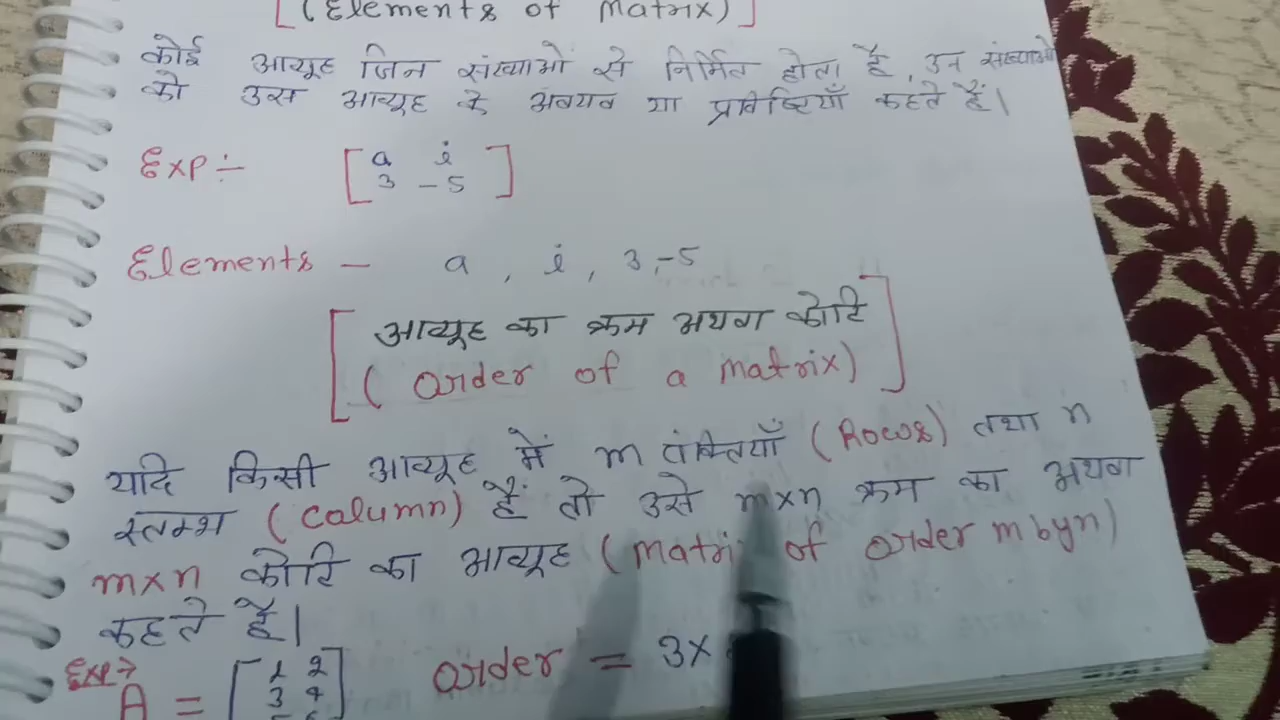 [(Elements of Matrix)]
कोई आव्यूह जिन संख्याओं से निर्मित होता है, उन संख्याओं
को उस आव्यूह के अवयव या प्रविष्टियाँ कहते हैं।
Exp :- [a i
3 -5]
Elements - a, i, 3, -5
[आव्यूह का क्रम अथवा कोटि
(Order of a matrix)]
यदि किसी आव्यूह में m पंक्तियाँ (Rows) तथा n
स्तम्भ (Column) हैं तो उसे m×n क्रम का अथवा
m×n कोटि का आव्यूह (matrix of order m by n)
कहते हैं।
Exp→
A = [1 2
3 4 order = 3×